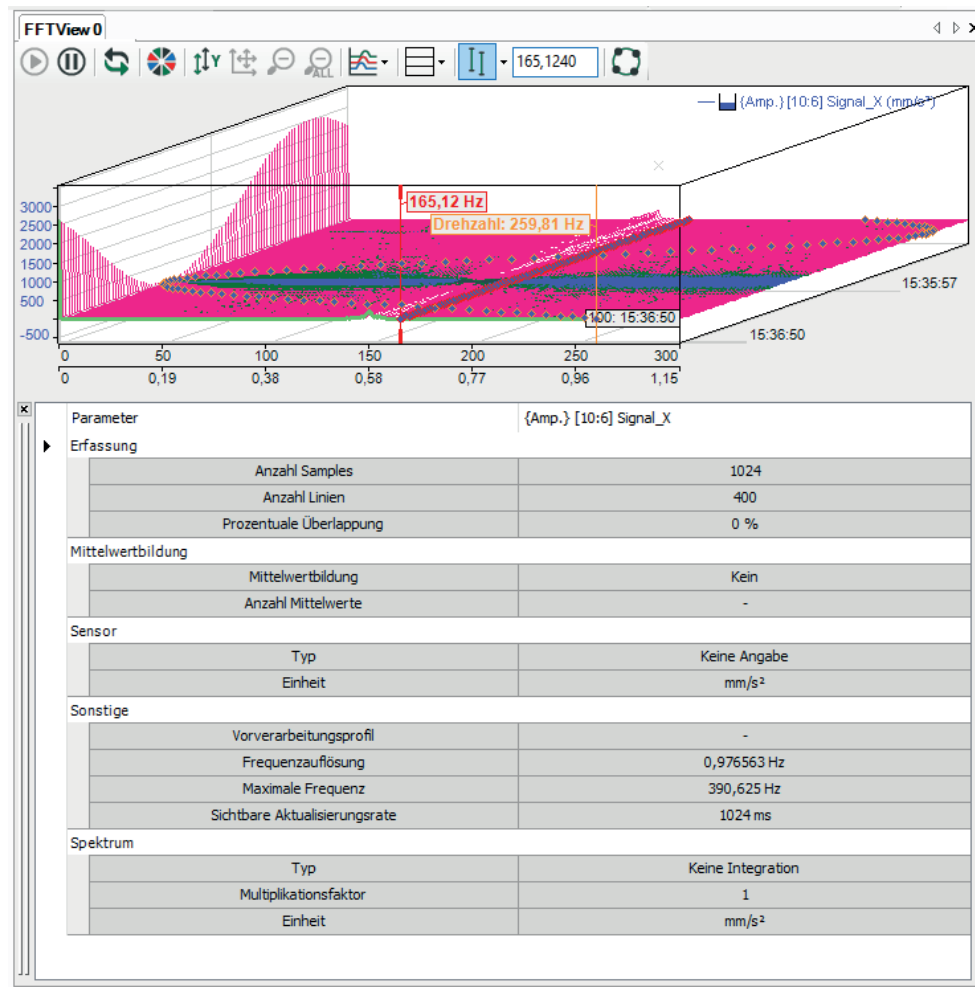 FFTView 0
ALL
165,1240
{Amp.} [10:6] Signal_X (mm/s²)
165,12 Hz
Drehzahl: 259,81 Hz
3000
2500
2000
1500
1000
500
-500
15:36:57
100: 15:36:50
15:36:50
0 50 100 150 200 250 300
0 0,19 0,38 0,58 0,77 0,96 1,15
Parameter {Amp.} [10:6] Signal_X
Erfassung
Anzahl Samples 1024
Anzahl Linien 400
Prozentuale Überlappung 0 %
Mittelwertbildung
Mittelwertbildung Kein
Anzahl Mittelwerte -
Sensor
Typ Keine Angabe
Einheit mm/s²
Sonstige
Vorverarbeitungsprofil -
Frequenzauflösung 0,976563 Hz
Maximale Frequenz 390,625 Hz
Sichtbare Aktualisierungsrate 1024 ms
Spektrum
Typ Keine Integration
Multiplikationsfaktor 1
Einheit mm/s²